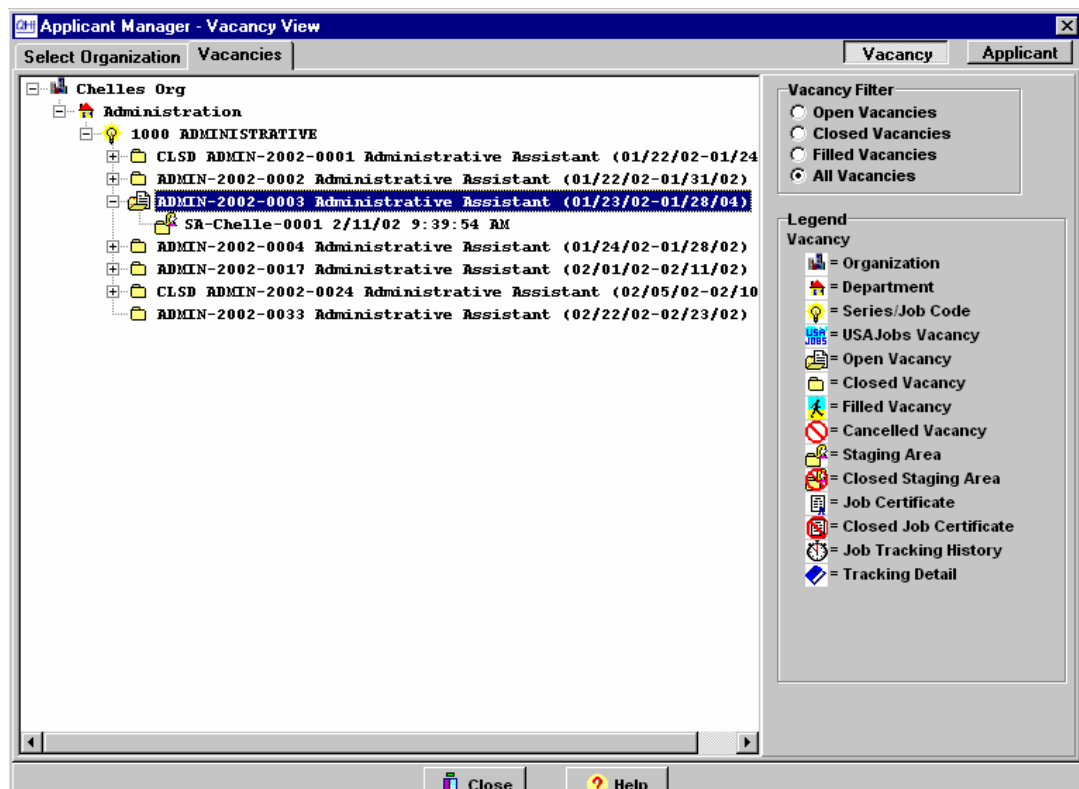 Applicant Manager - Vacancy View
Select Organization Vacancies Vacancy Applicant
Chelles Org
Administration
1000 ADMINISTRATIVE
CLSD ADMIN-2002-0001 Administrative Assistant (01/22/02-01/24
ADMIN-2002-0002 Administrative Assistant (01/22/02-01/31/02)
ADMIN-2002-0003 Administrative Assistant (01/23/02-01/28/04)
SA-Chelle-0001 2/11/02 9:39:54 AM
ADMIN-2002-0004 Administrative Assistant (01/24/02-01/28/02)
ADMIN-2002-0017 Administrative Assistant (02/01/02-02/11/02)
CLSD ADMIN-2002-0024 Administrative Assistant (02/05/02-02/10
ADMIN-2002-0033 Administrative Assistant (02/22/02-02/23/02)
Vacancy Filter
Open Vacancies
Closed Vacancies
Filled Vacancies
All Vacancies
Legend
Vacancy
= Organization
= Department
= Series/Job Code
USA JOBS = USAJobs Vacancy
= Open Vacancy
= Closed Vacancy
= Filled Vacancy
= Cancelled Vacancy
= Staging Area
= Closed Staging Area
= Job Certificate
= Closed Job Certificate
= Job Tracking History
= Tracking Detail
Close ? Help